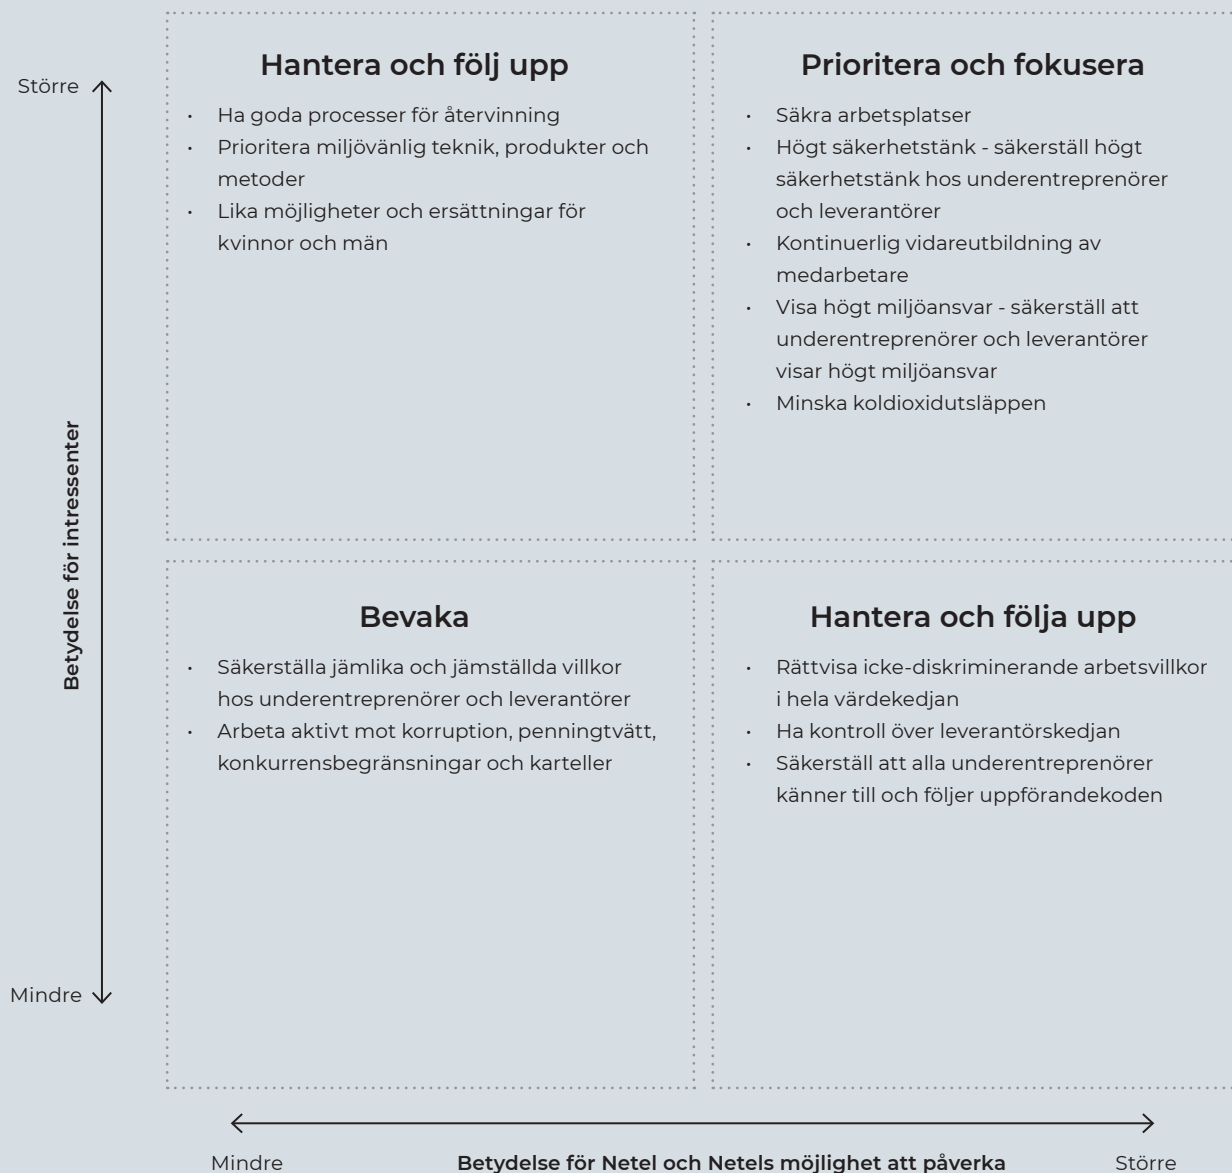 Större
Betydelse för intressenter
Mindre
Hantera och följ upp
• Ha goda processer för återvinning
• Prioritera miljövänlig teknik, produkter och
metoder
• Lika möjligheter och ersättningar för
kvinnor och män
Prioritera och fokusera
• Säkra arbetsplatser
• Högt säkerhetstänk - säkerställ högt
säkerhetstänk hos underentreprenörer
och leverantörer
• Kontinuerlig vidareutbildning av
medarbetare
• Visa högt miljöansvar - säkerställ att
underentreprenörer och leverantörer
visar högt miljöansvar
• Minska koldioxidutsläppen
Bevaka
• Säkerställa jämlika och jämställda villkor
hos underentreprenörer och leverantörer
• Arbeta aktivt mot korruption, penningtvätt,
konkurrensbegränsningar och karteller
Hantera och följa upp
• Rättvisa icke-diskriminerande arbetsvillkor
i hela värdekedjan
• Ha kontroll över leverantörskedjan
• Säkerställ att alla underentreprenörer
känner till och följer uppförandekoden
Mindre
Betydelse för Netel och Netels möjlighet att påverka
Större